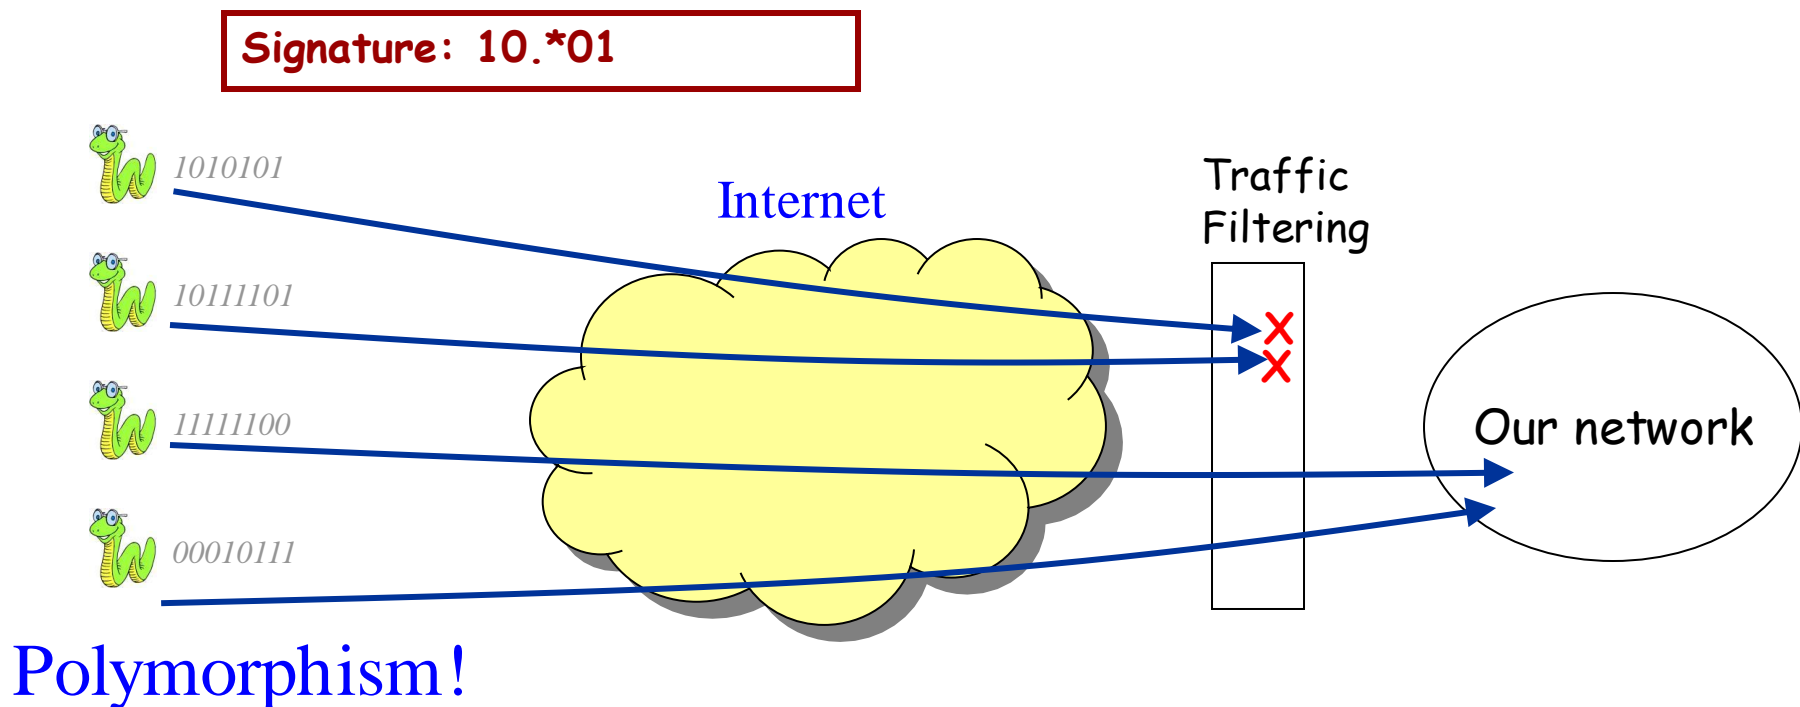 Signature: 10.*01
1010101
Internet
Traffic
Filtering
10111101
X
X
11111100
Our network
00010111
Polymorphism!